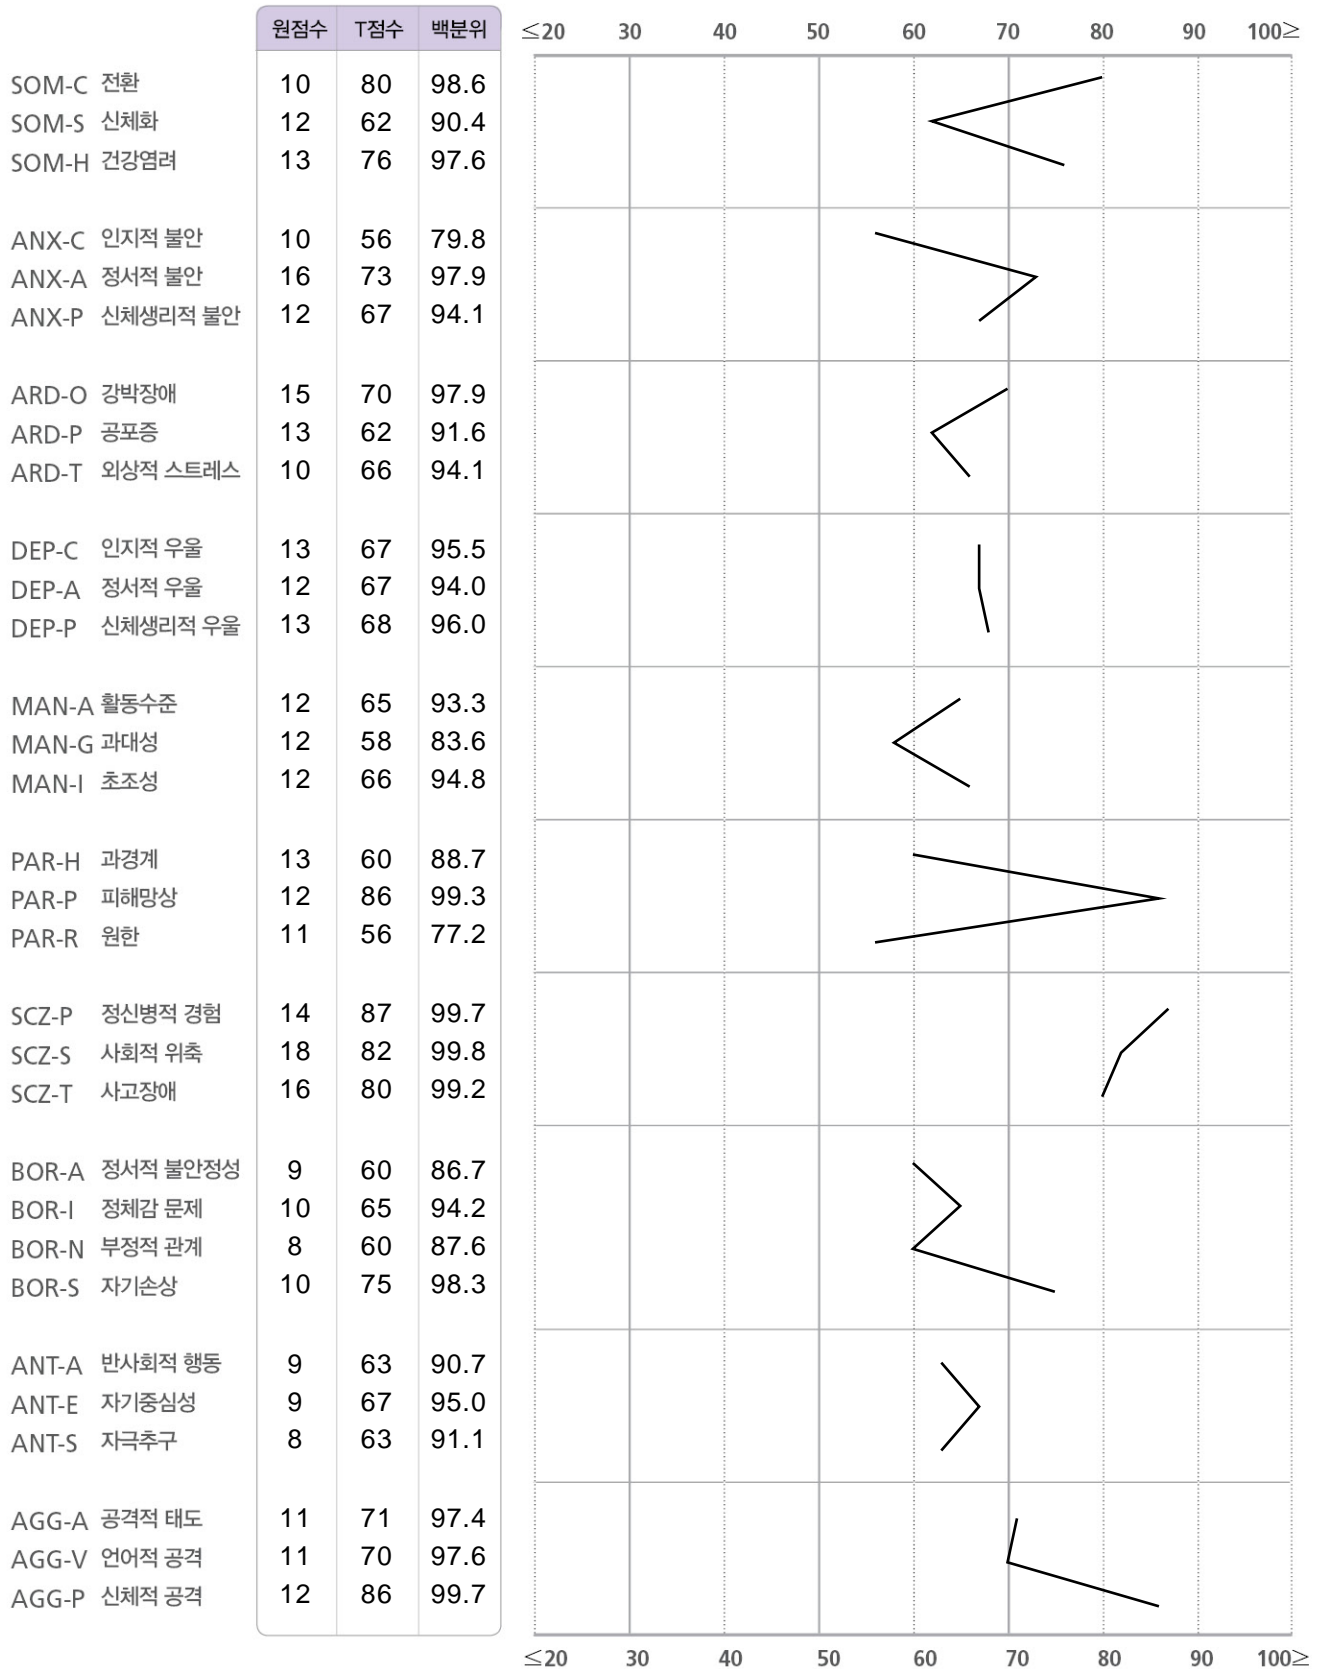 원점수 T점수 백분위 ≤20 30 40 50 60 70 80 90 100≥
SOM-C 전환 10 80 98.6
SOM-S 신체화 12 62 90.4
SOM-H 건강염려 13 76 97.6
ANX-C 인지적 불안 10 56 79.8
ANX-A 정서적 불안 16 73 97.9
ANX-P 신체생리적 불안 12 67 94.1
ARD-O 강박장애 15 70 97.9
ARD-P 공포증 13 62 91.6
ARD-T 외상적 스트레스 10 66 94.1
DEP-C 인지적 우울 13 67 95.5
DEP-A 정서적 우울 12 67 94.0
DEP-P 신체생리적 우울 13 68 96.0
MAN-A 활동수준 12 65 93.3
MAN-G 과대성 12 58 83.6
MAN-I 초조성 12 66 94.8
PAR-H 과경계 13 60 88.7
PAR-P 피해망상 12 86 99.3
PAR-R 원한 11 56 77.2
SCZ-P 정신병적 경험 14 87 99.7
SCZ-S 사회적 위축 18 82 99.8
SCZ-T 사고장애 16 80 99.2
BOR-A 정서적 불안정성 9 60 86.7
BOR-I 정체감 문제 10 65 94.2
BOR-N 부정적 관계 8 60 87.6
BOR-S 자기손상 10 75 98.3
ANT-A 반사회적 행동 9 63 90.7
ANT-E 자기중심성 9 67 95.0
ANT-S 자극추구 8 63 91.1
AGG-A 공격적 태도 11 71 97.4
AGG-V 언어적 공격 11 70 97.6
AGG-P 신체적 공격 12 86 99.7
≤20 30 40 50 60 70 80 90 100≥